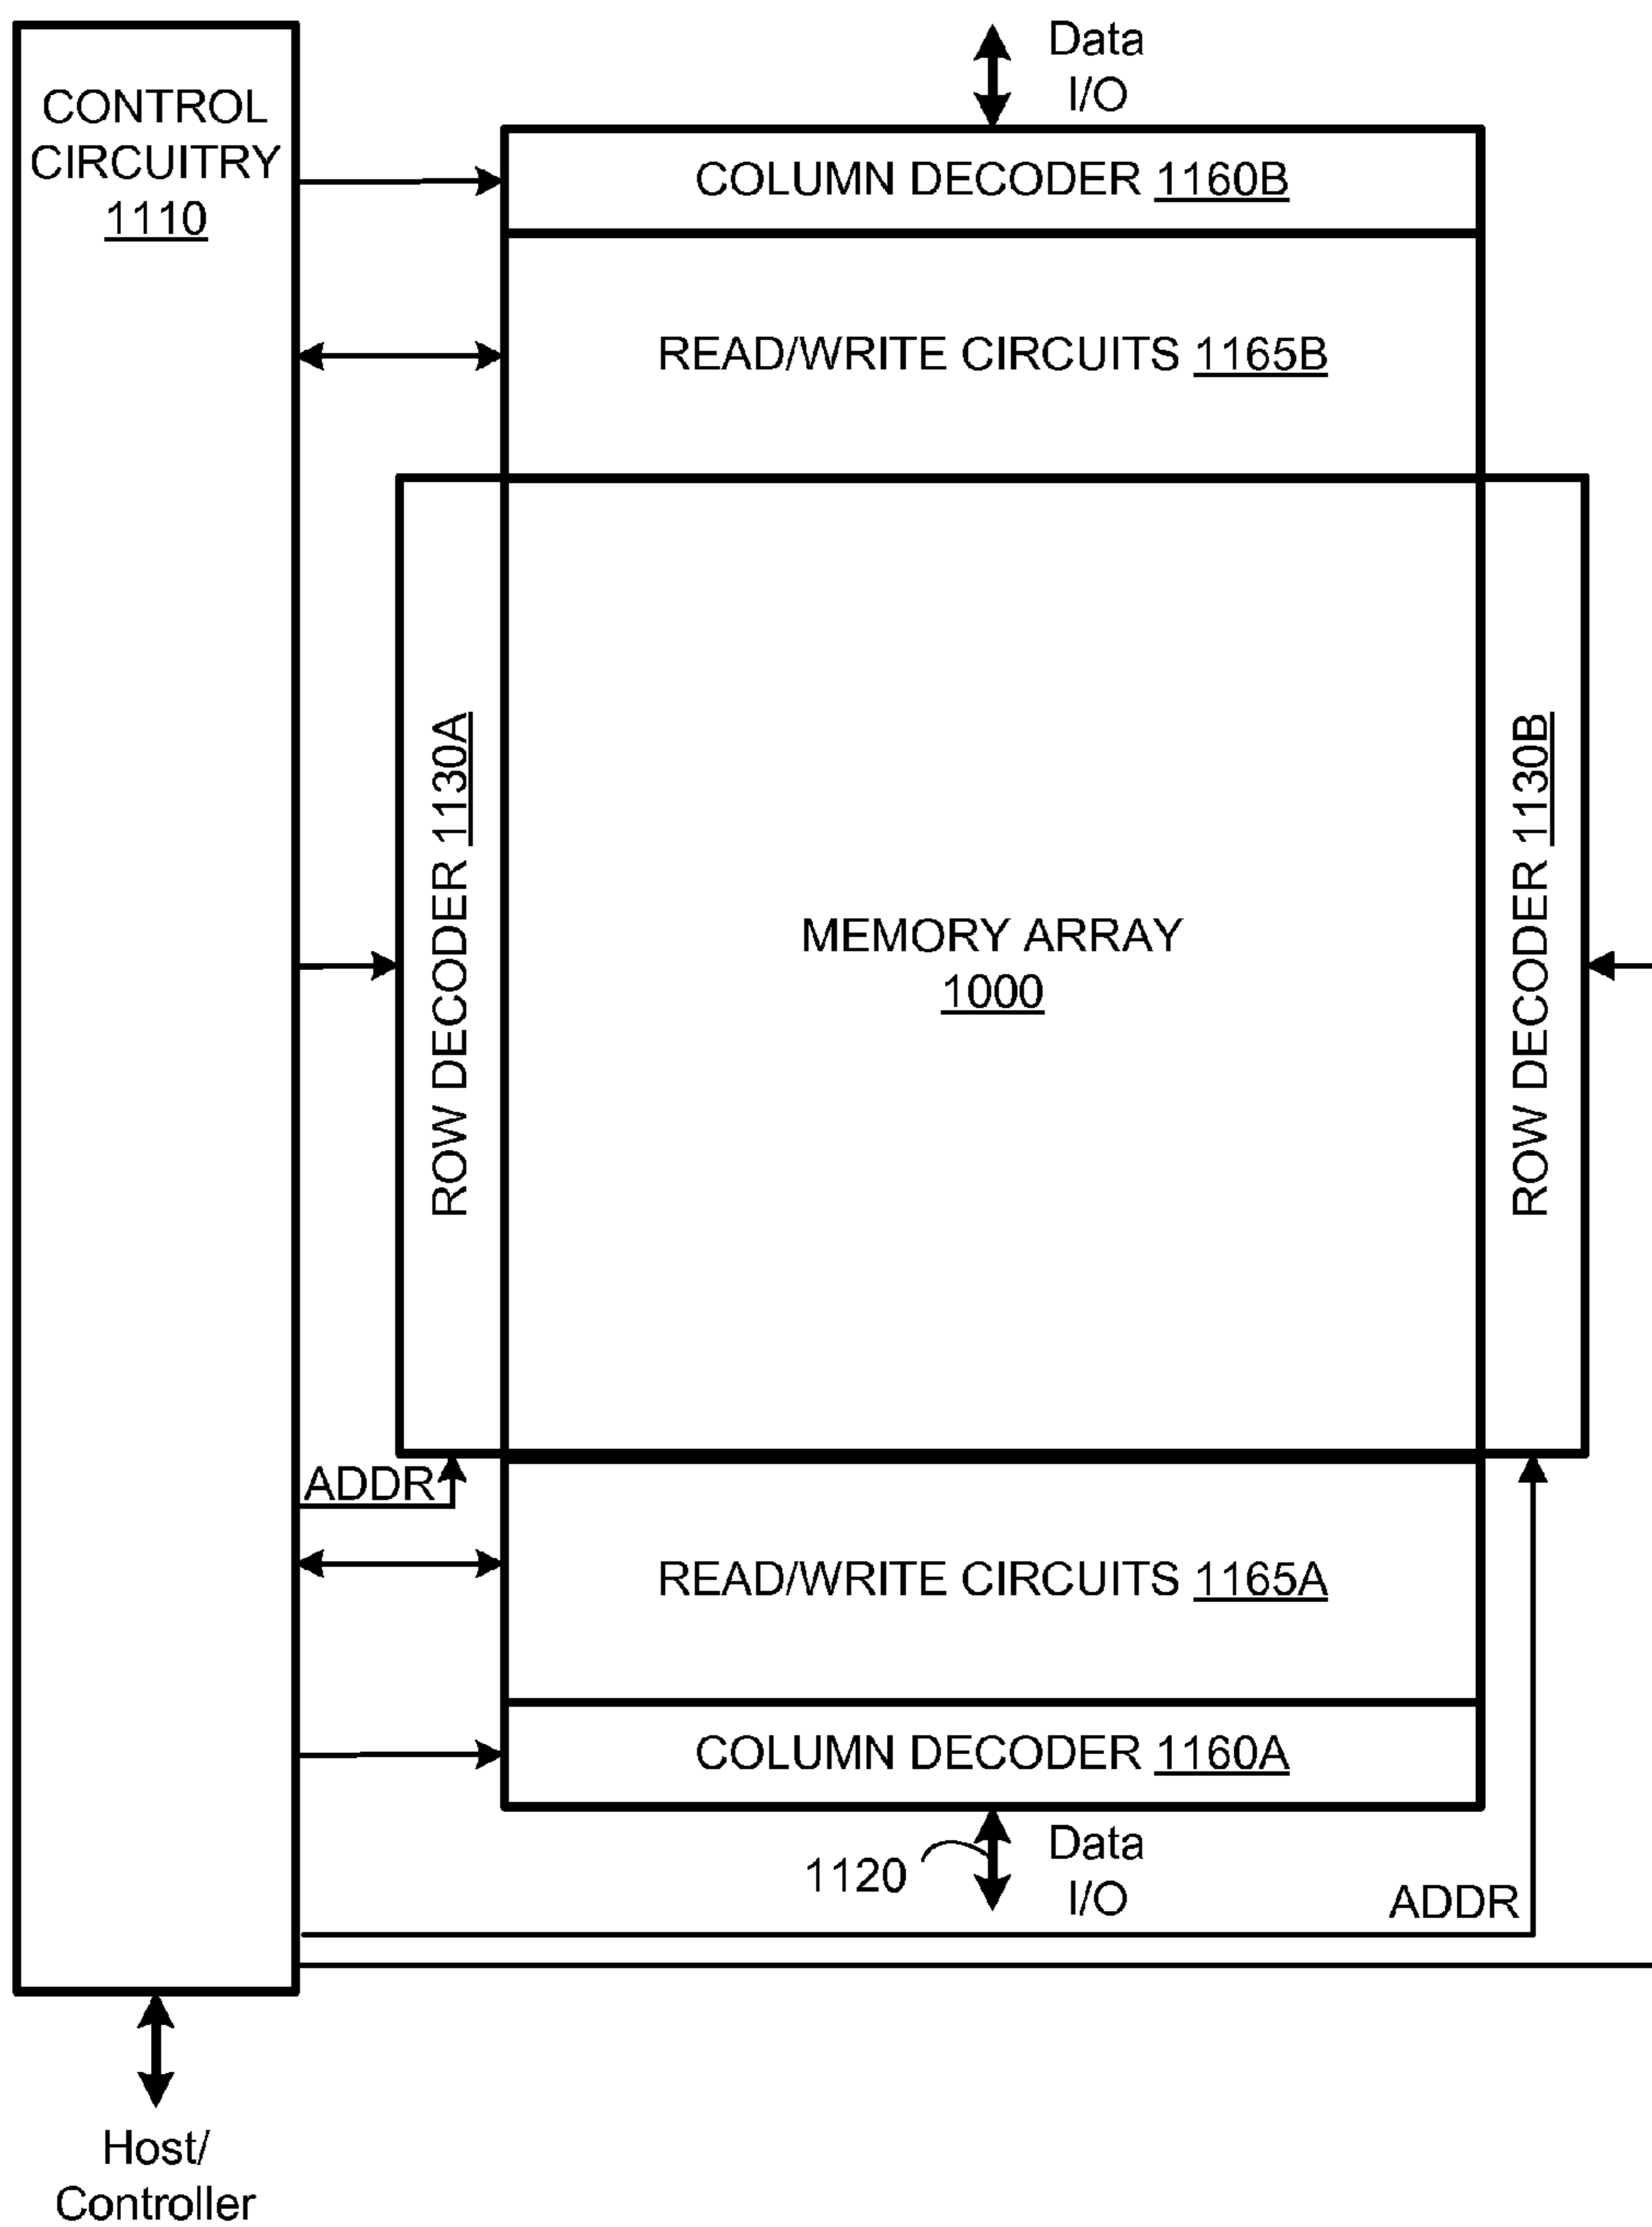 Data
I/O
CONTROL
CIRCUITRY
1110
COLUMN DECODER 1160B
READ/WRITE CIRCUITS 1165B
ROW DECODER 1130A
MEMORY ARRAY
1000
ROW DECODER 1130B
ADDR
READ/WRITE CIRCUITS 1165A
COLUMN DECODER 1160A
1120
Data
I/O
ADDR
Host/
Controller